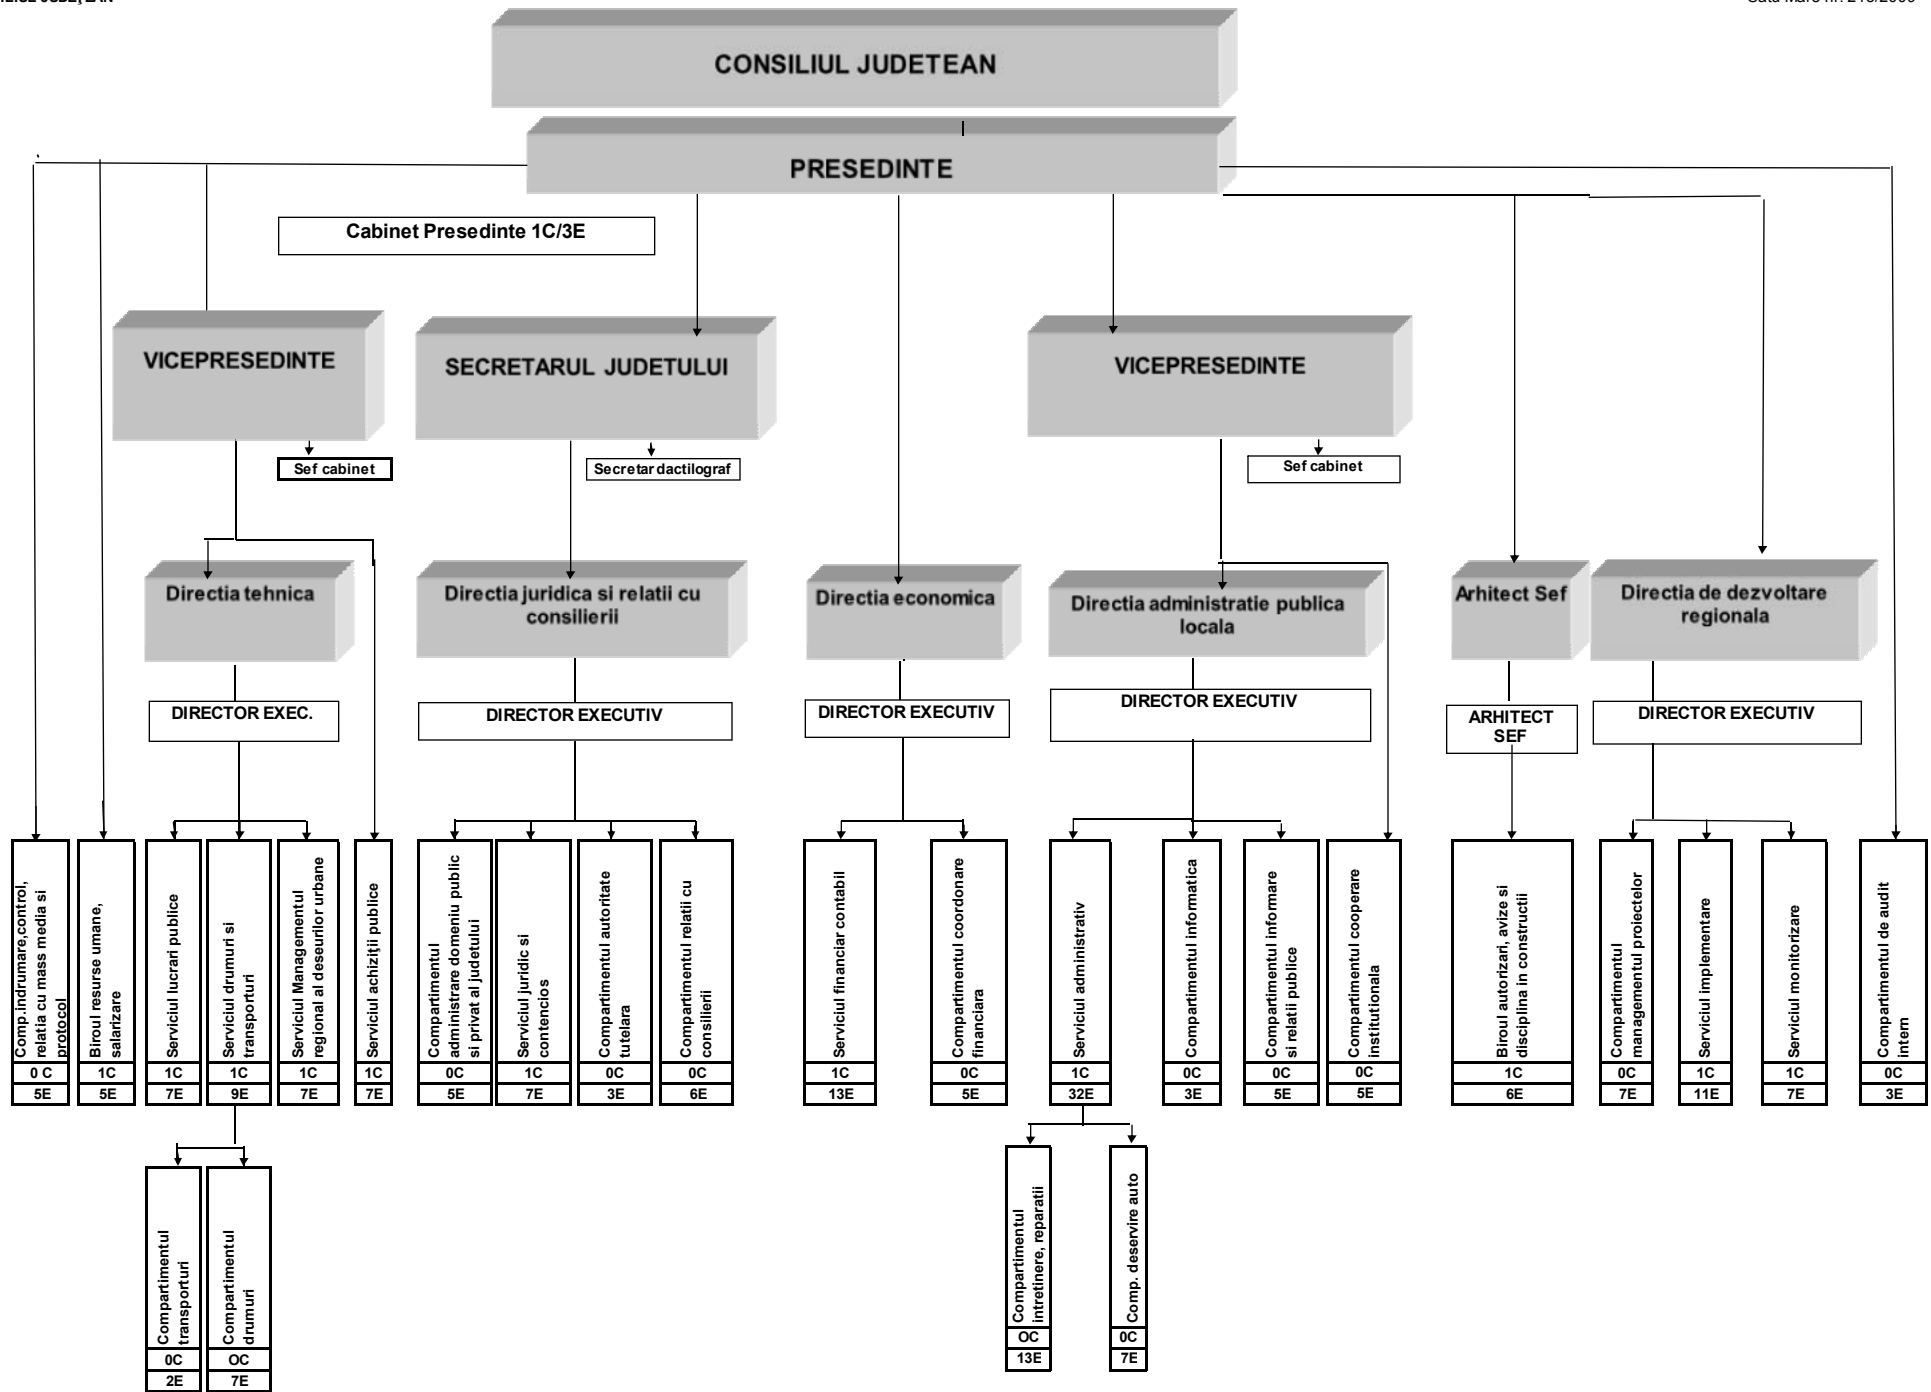 CONSILIUL JUDETEAN
PRESEDINTE
Cabinet Presedinte 1C/3E
VICEPRESEDINTE
SECRETARUL JUDETULUI
VICEPRESEDINTE
Sef cabinet
Secretar dactilograf
Sef cabinet
Directia tehnica
Directia juridica si relatii cu
consilierii
Directia economica
Directia administratie publica
locala
Arhitect Sef
Directia de dezvoltare
regionala
DIRECTOR EXEC.
DIRECTOR EXECUTIV
DIRECTOR EXECUTIV
DIRECTOR EXECUTIV
ARHITECT
SEF
DIRECTOR EXECUTIV
Comp.indrumare,control,
relatia cu mass media si
protocol
0 C
5E
Biroul resurse umane,
salarizare
1C
5E
Serviciul lucrari publice
1C
7E
Serviciul drumuri si
transporturi
1C
9E
Serviciul Managementul
regional al deseurilor urbane
1C
7E
Serviciul achiziţii publice
1C
7E
Compartimentul
administrare domeniu public
si privat al judetului
0C
5E
Serviciul juridic si
contencios
1C
7E
Compartimentul autoritate
tutelara
0C
3E
Compartimentul relatii cu
consilierii
0C
6E
Serviciul financiar contabil
1C
13E
Compartimentul coordonare
financiara
0C
5E
Serviciul administrativ
1C
32E
Compartimentul informatica
0C
3E
Compartimentul informare
si relatii publice
0C
5E
Compartimentul cooperare
institutionala
0C
5E
Biroul autorizari, avize si
disciplina in constructii
1C
6E
Compartimentul
managementul proiectelor
0C
7E
Serviciul implementare
1C
11E
Serviciul monitorizare
1C
7E
Compartimentul de audit
intern
0C
3E
Compartimentul
transporturi
0C
2E
Compartimentul
drumuri
OC
7E
Compartimentul
intretinere, reparatii
OC
13E
Comp. deservire auto
0C
7E